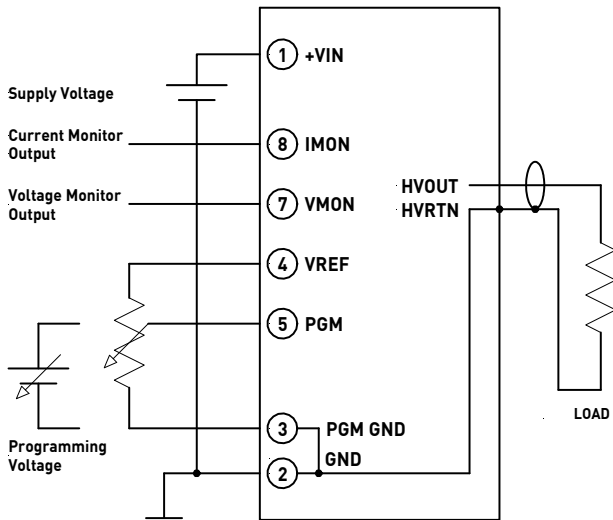 1 +VIN
Supply Voltage
Current Monitor
Output
8 IMON
Voltage Monitor
Output
7 VMON
HVOUT
HVRTN
4 VREF
5 PGM
Programming
Voltage
3 PGM GND
2 GND
LOAD